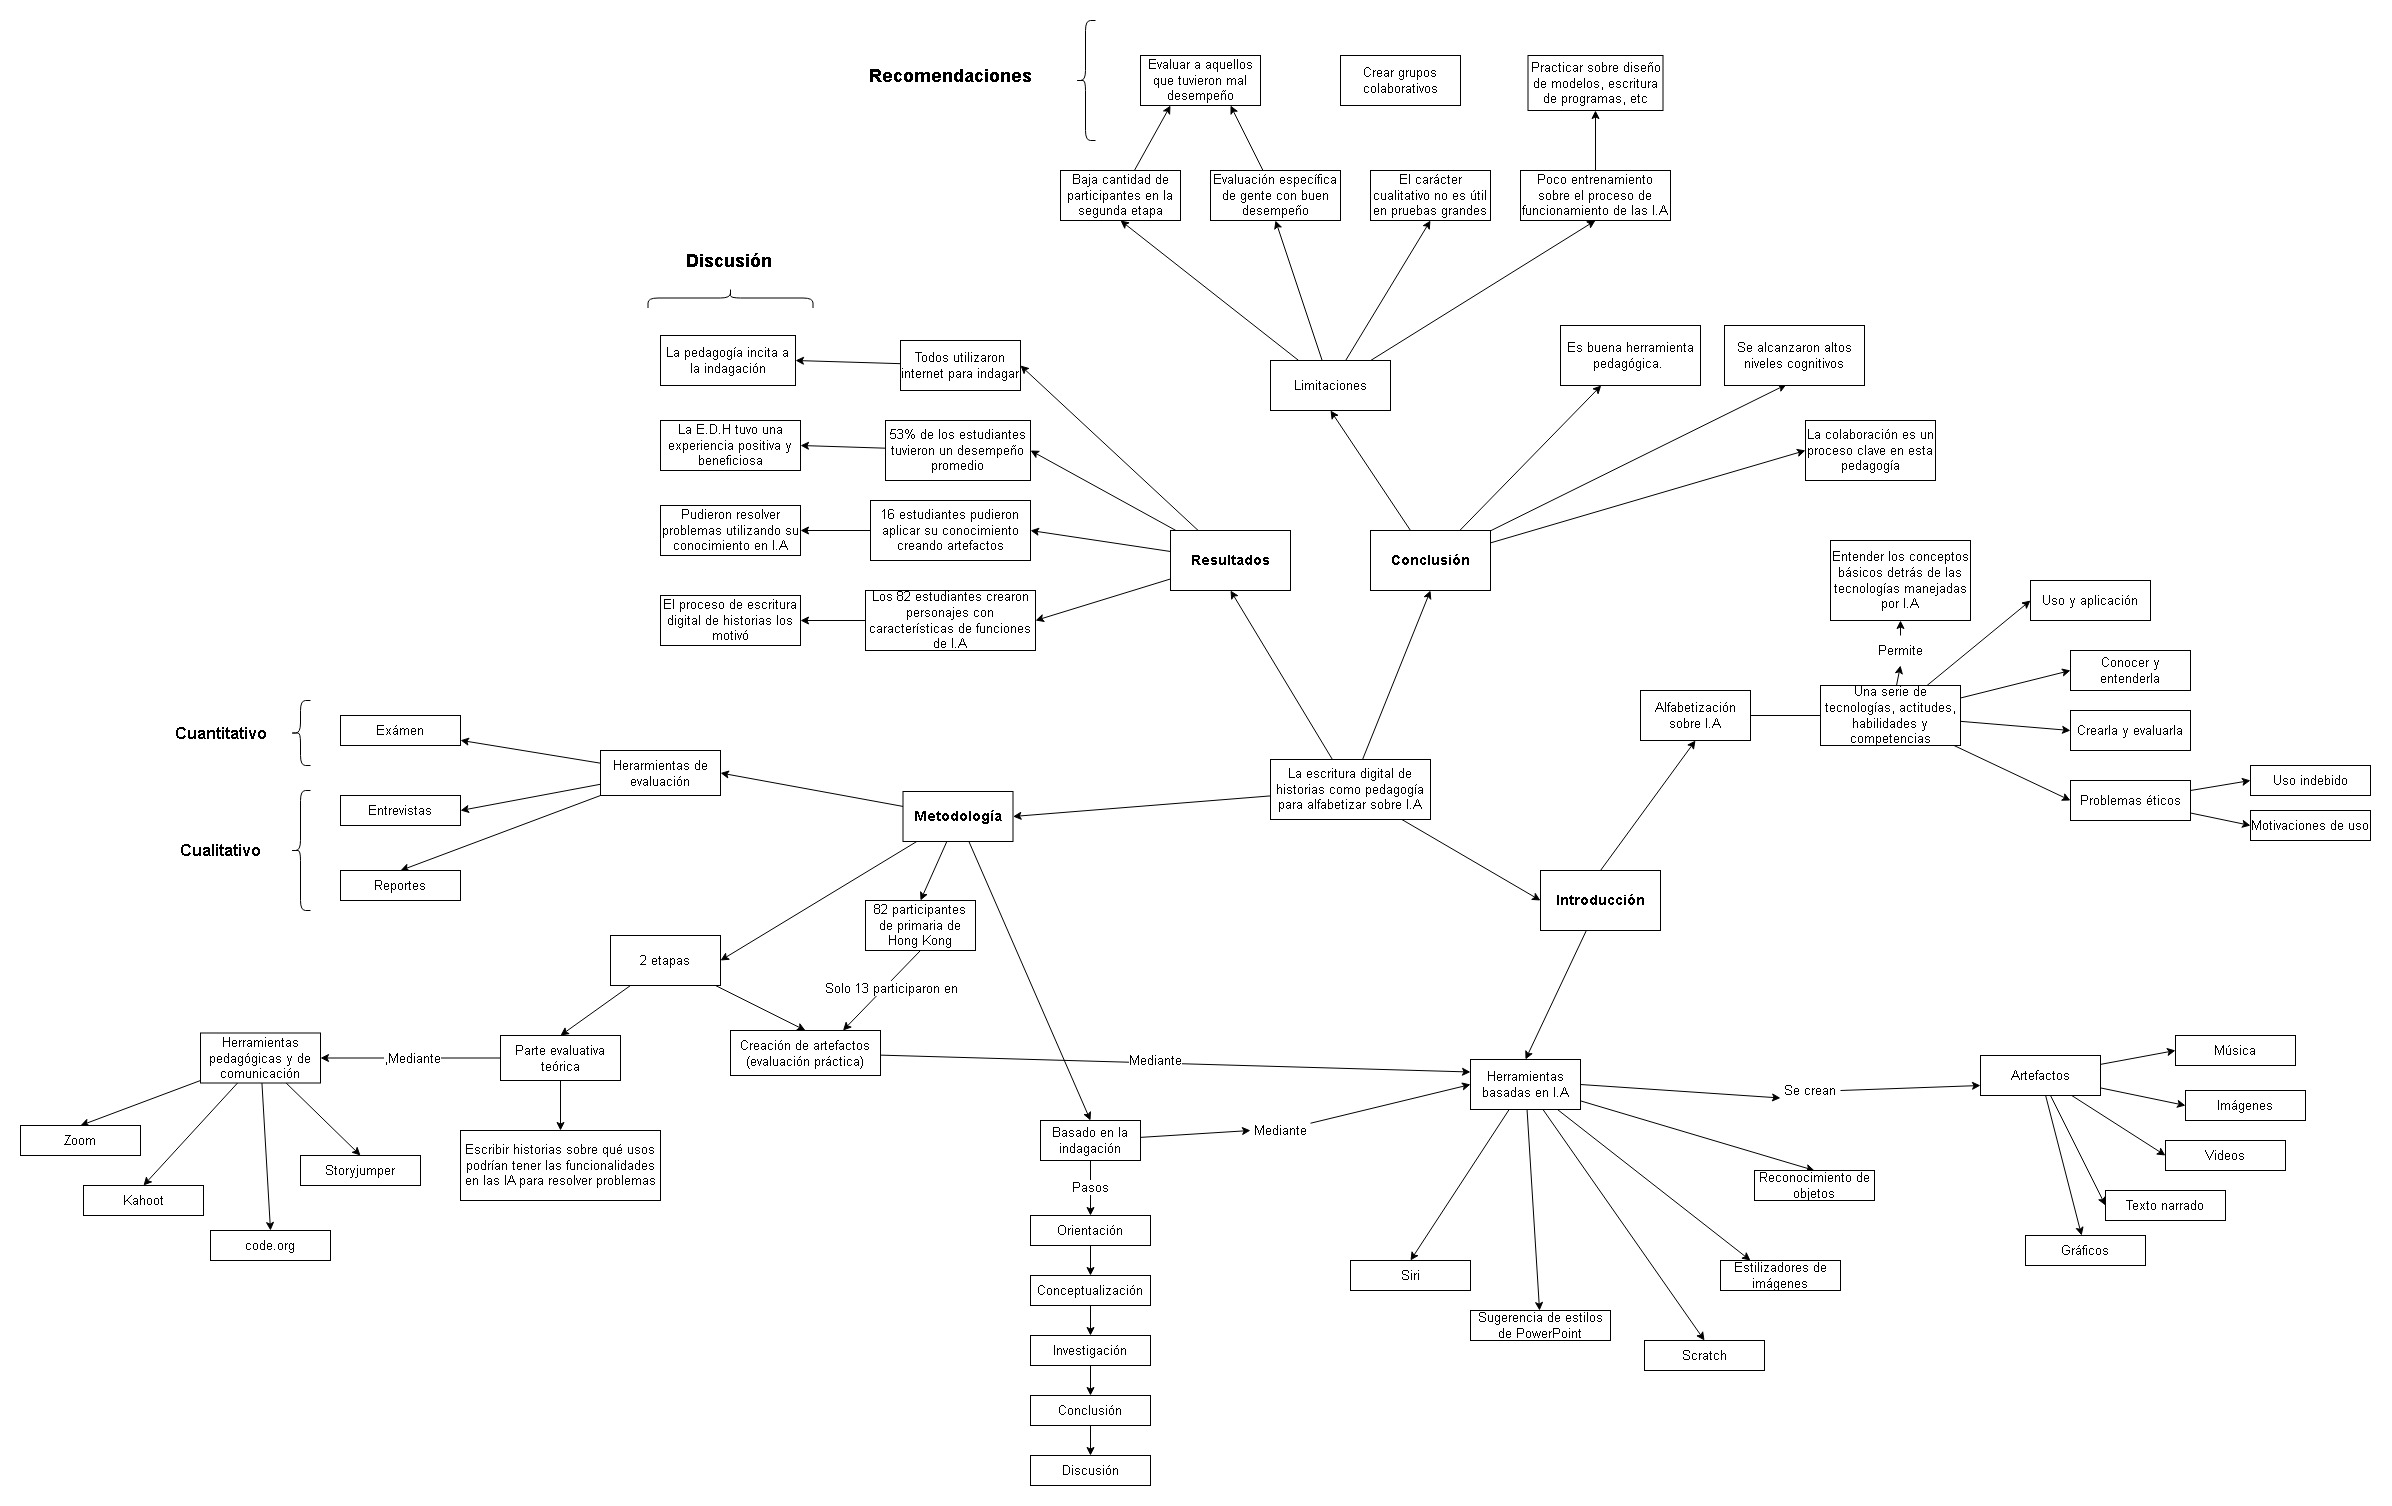 Recomendaciones
Evaluar a aquellos
que tuvieron mal
desempeño
Crear grupos
colaborativos
Practicar sobre diseño
de modelos, escritura
de programas, etc
Baja cantidad de
participantes en la
segunda etapa
Evaluación específica
de gente con buen
desempeño
El carácter
cualitativo no es útil
en pruebas grandes
Poco entrenamiento
sobre el proceso de
funcionamiento de las I.A
Discusión
La pedagogía incita a
la indagación
Todos utilizaron
internet para indagar
Limitaciones
Es buena herramienta
pedagógica.
Se alcanzaron altos
niveles cognitivos
La E.D.H tuvo una
experiencia positiva y
beneficiosa
53% de los estudiantes
tuvieron un desempeño
promedio
La colaboración es un
proceso clave en esta
pedagogía
Pudieron resolver
problemas utilizando su
conocimiento en I.A
16 estudiantes pudieron
aplicar su conocimiento
creando artefactos
Resultados
Conclusión
El proceso de escritura
digital de historias los
motivó
Los 82 estudiantes crearon
personajes con
características de funciones
de I.A
Entender los conceptos
básicos detrás de las
tecnologías manejadas
por I.A
Uso y aplicación
Permite
Conocer y
entenderla
Alfabetización
sobre I.A
Una serie de
tecnologías, actitudes,
habilidades y
competencias
Crearla y evaluarla
Problemas éticos
Uso indebido
Motivaciones de uso
Cuantitativo
Exámen
Herarmientas de
evaluación
La escritura digital de
historias como pedagogía
para alfabetizar sobre I.A
Entrevistas
Metodología
Cualitativo
Reportes
Introducción
82 participantes
de primaria de
Hong Kong
2 etapas
Solo 13 participaron en
Herramientas
pedagógicas y de
comunicación
,Mediante
Parte evaluativa
teórica
Creación de artefactos
(evaluación práctica)
Mediante
Herramientas
basadas en I.A
Se crean
Artefactos
Música
Imágenes
Videos
Texto narrado
Gráficos
Zoom
Kahoot
code.org
Storyjumper
Escribir historias sobre qué usos
podrían tener las funcionalidades
en las IA para resolver problemas
Basado en la
indagación
Mediante
Pasos
Orientación
Conceptualización
Investigación
Conclusión
Discusión
Siri
Sugerencia de estilos
de PowerPoint
Scratch
Estilizadores de
imágenes
Reconocimiento de
objetos